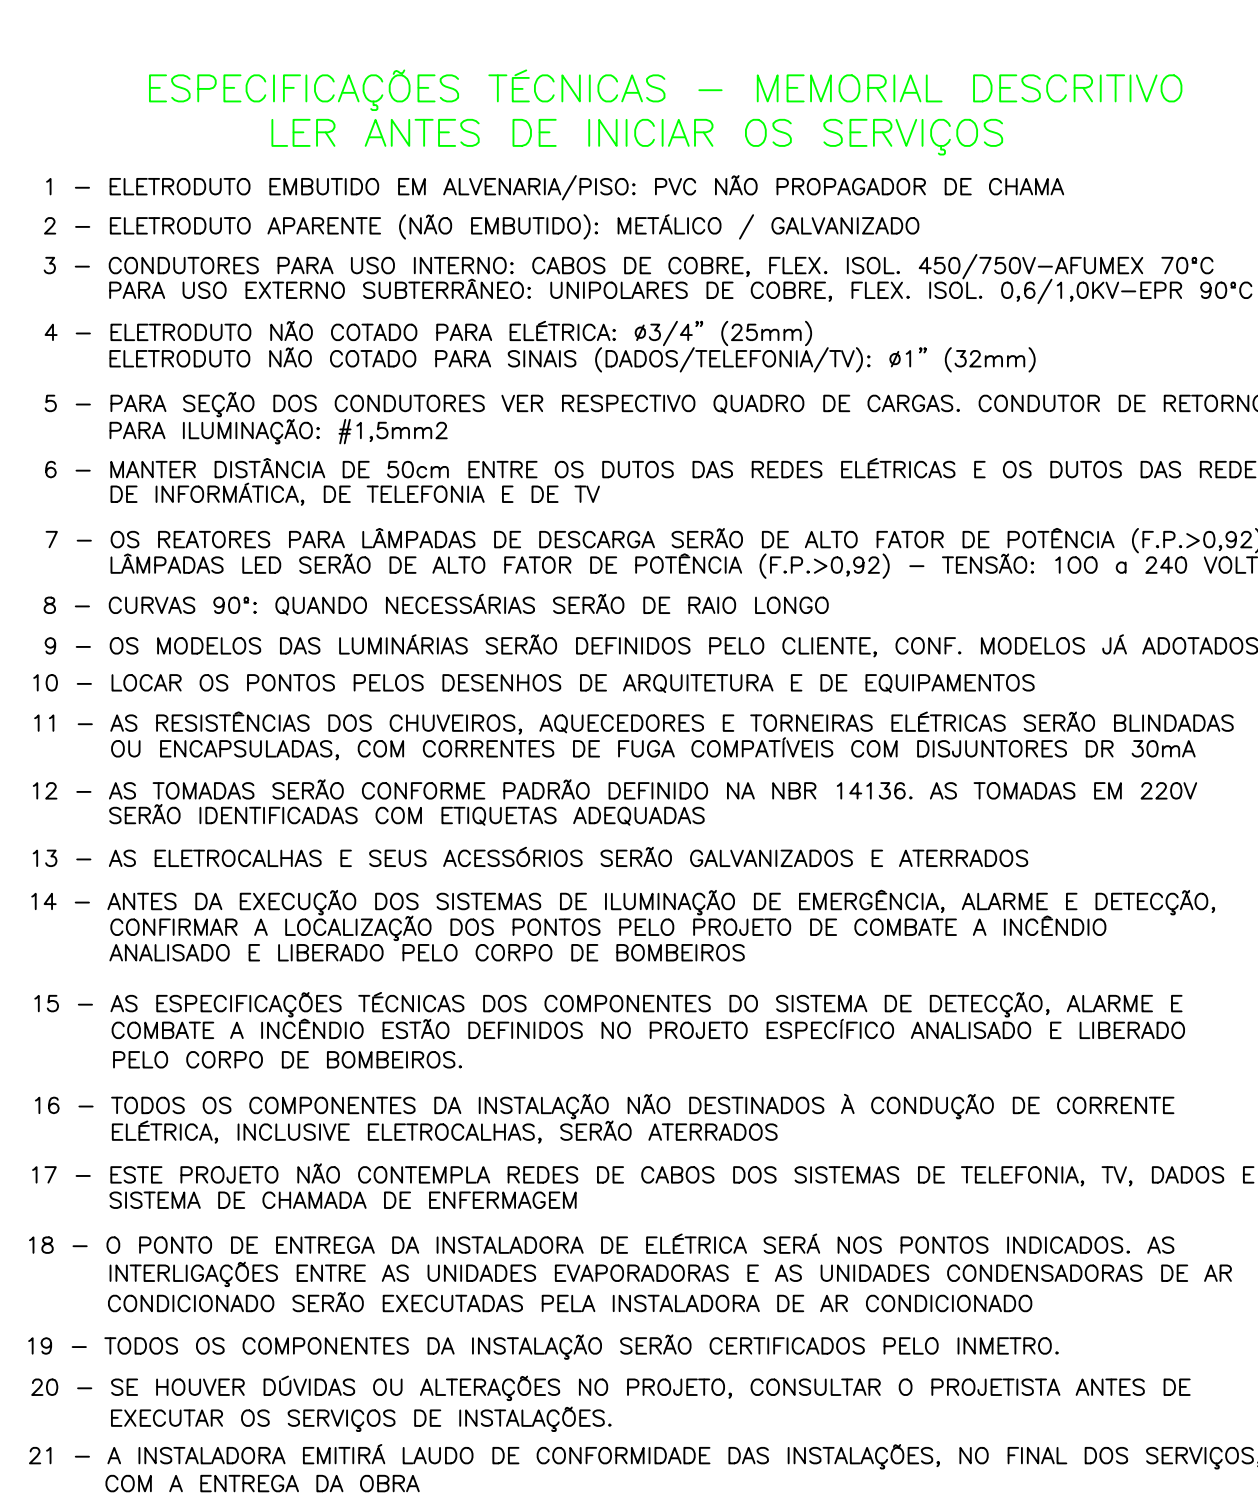 ESPECIFICAÇÕES TÉCNICAS – MEMORIAL DESCRITIVO
LER ANTES DE INICIAR OS SERVIÇOS
1 – ELETRODUTO EMBUTIDO EM ALVENARIA/PISO: PVC NÃO PROPAGADOR DE CHAMA
2 – ELETRODUTO APARENTE (NÃO EMBUTIDO): METÁLICO / GALVANIZADO
3 – CONDUTORES PARA USO INTERNO: CABOS DE COBRE, FLEX. ISOL. 450/750V–AFUMEX 70°C
PARA USO EXTERNO SUBTERRÂNEO: UNIPOLARES DE COBRE, FLEX. ISOL. 0,6/1,0KV–EPR 90°C
4 – ELETRODUTO NÃO COTADO PARA ELÉTRICA: ø3/4” (25mm)
ELETRODUTO NÃO COTADO PARA SINAIS (DADOS/TELEFONIA/TV): ø1” (32mm)
5 – PARA SEÇÃO DOS CONDUTORES VER RESPECTIVO QUADRO DE CARGAS. CONDUTOR DE RETORNO
PARA ILUMINAÇÃO: #1,5mm2
6 – MANTER DISTÂNCIA DE 50cm ENTRE OS DUTOS DAS REDES ELÉTRICAS E OS DUTOS DAS REDE
DE INFORMÁTICA, DE TELEFONIA E DE TV
7 – OS REATORES PARA LÂMPADAS DE DESCARGA SERÃO DE ALTO FATOR DE POTÊNCIA (F.P.>0,92)
LÂMPADAS LED SERÃO DE ALTO FATOR DE POTÊNCIA (F.P.>0,92) – TENSÃO: 100 a 240 VOLT
8 – CURVAS 90°: QUANDO NECESSÁRIAS SERÃO DE RAIO LONGO
9 – OS MODELOS DAS LUMINÁRIAS SERÃO DEFINIDOS PELO CLIENTE, CONF. MODELOS JÁ ADOTADOS
10 – LOCAR OS PONTOS PELOS DESENHOS DE ARQUITETURA E DE EQUIPAMENTOS
11 – AS RESISTÊNCIAS DOS CHUVEIROS, AQUECEDORES E TORNEIRAS ELÉTRICAS SERÃO BLINDADAS
OU ENCAPSULADAS, COM CORRENTES DE FUGA COMPATÍVEIS COM DISJUNTORES DR 30mA
12 – AS TOMADAS SERÃO CONFORME PADRÃO DEFINIDO NA NBR 14136. AS TOMADAS EM 220V
SERÃO IDENTIFICADAS COM ETIQUETAS ADEQUADAS
13 – AS ELETROCALHAS E SEUS ACESSÓRIOS SERÃO GALVANIZADOS E ATERRADOS
14 – ANTES DA EXECUÇÃO DOS SISTEMAS DE ILUMINAÇÃO DE EMERGÊNCIA, ALARME E DETECÇÃO,
CONFIRMAR A LOCALIZAÇÃO DOS PONTOS PELO PROJETO DE COMBATE A INCÊNDIO
ANALISADO E LIBERADO PELO CORPO DE BOMBEIROS
15 – AS ESPECIFICAÇÕES TÉCNICAS DOS COMPONENTES DO SISTEMA DE DETECÇÃO, ALARME E
COMBATE A INCÊNDIO ESTÃO DEFINIDOS NO PROJETO ESPECÍFICO ANALISADO E LIBERADO
PELO CORPO DE BOMBEIROS.
16 – TODOS OS COMPONENTES DA INSTALAÇÃO NÃO DESTINADOS À CONDUÇÃO DE CORRENTE
ELÉTRICA, INCLUSIVE ELETROCALHAS, SERÃO ATERRADOS
17 – ESTE PROJETO NÃO CONTEMPLA REDES DE CABOS DOS SISTEMAS DE TELEFONIA, TV, DADOS E
SISTEMA DE CHAMADA DE ENFERMAGEM
18 – O PONTO DE ENTREGA DA INSTALADORA DE ELÉTRICA SERÁ NOS PONTOS INDICADOS. AS
INTERLIGAÇÕES ENTRE AS UNIDADES EVAPORADORAS E AS UNIDADES CONDENSADORAS DE AR
CONDICIONADO SERÃO EXECUTADAS PELA INSTALADORA DE AR CONDICIONADO
19 – TODOS OS COMPONENTES DA INSTALAÇÃO SERÃO CERTIFICADOS PELO INMETRO.
20 – SE HOUVER DÚVIDAS OU ALTERAÇÕES NO PROJETO, CONSULTAR O PROJETISTA ANTES DE
EXECUTAR OS SERVIÇOS DE INSTALAÇÕES.
21 – A INSTALADORA EMITIRÁ LAUDO DE CONFORMIDADE DAS INSTALAÇÕES, NO FINAL DOS SERVIÇOS,
COM A ENTREGA DA OBRA